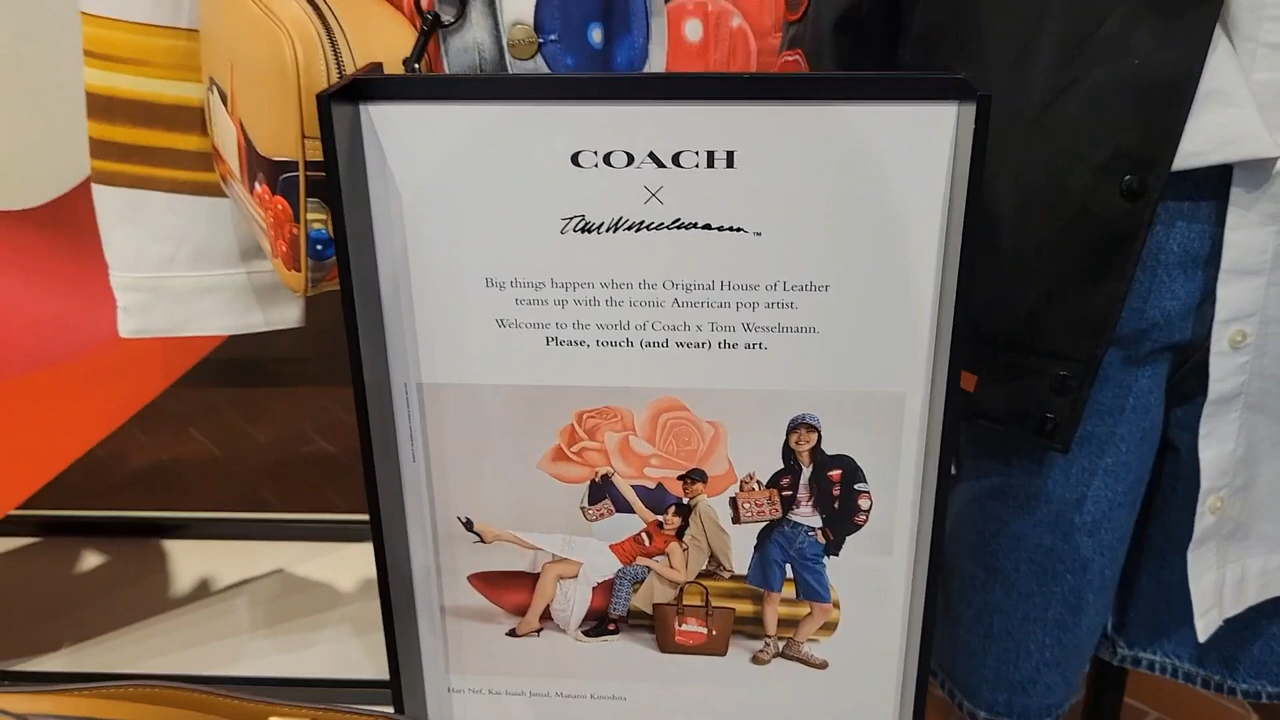 COACH
X
Tom Wesselmann ™
Big things happen when the Original House of Leather
teams up with the iconic American pop artist.
Welcome to the world of Coach x Tom Wesselmann.
Please, touch (and wear) the art.
Hari Nef, Kai-Isaiah Jamal, Manami Kinoshita